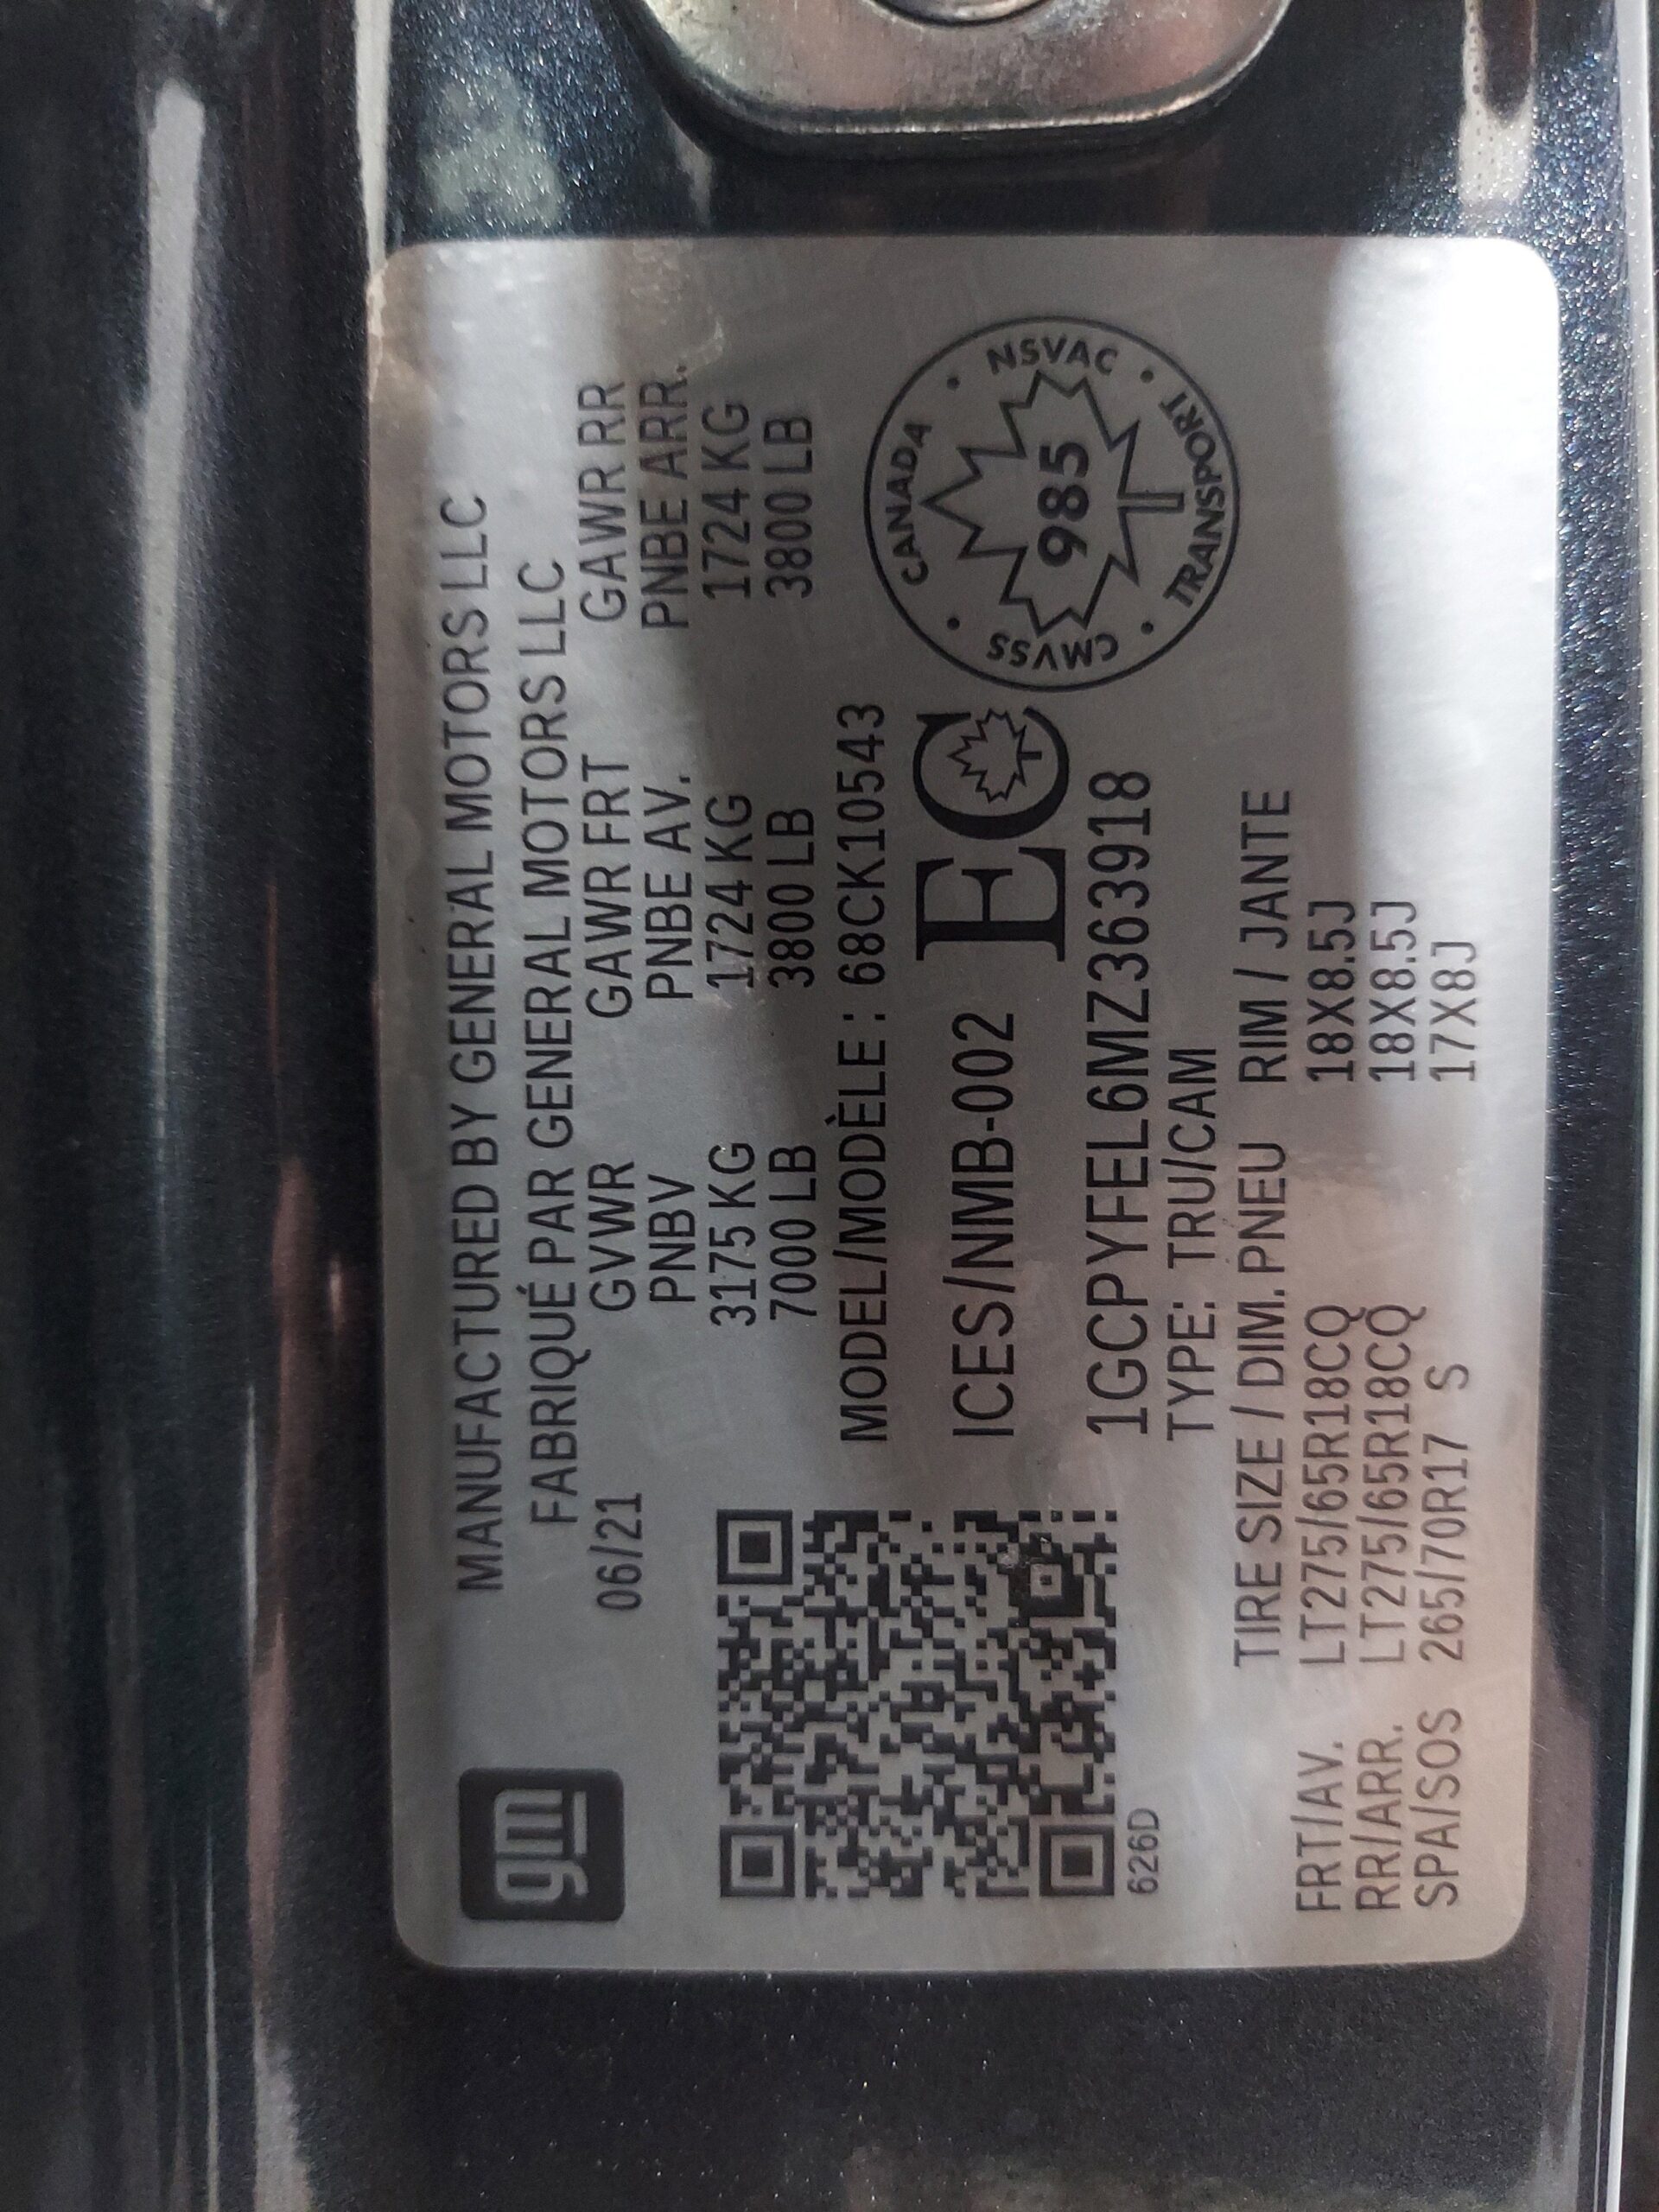 gm
MANUFACTURED BY GENERAL MOTORS LLC
FABRIQUÉ PAR GENERAL MOTORS LLC
06/21 GVWR GAWR FRT GAWR RR
PNBV PNBE AV. PNBE ARR.
3175 KG 1724 KG 1724 KG
7000 LB 3800 LB 3800 LB
MODEL/MODÈLE : 68CK10543
ICES/NMB-002 EC
CANADA • NSVAC • TRANSPORT • CMVSS •
985
1GCPYFEL6MZ363918
626D
TYPE: TRU/CAM
TIRE SIZE / DIM. PNEU RIM / JANTE
FRT/AV. LT275/65R18CQ 18X8.5J
RR/ARR. LT275/65R18CQ 18X8.5J
SPA/SOS 265/70R17 S 17X8J